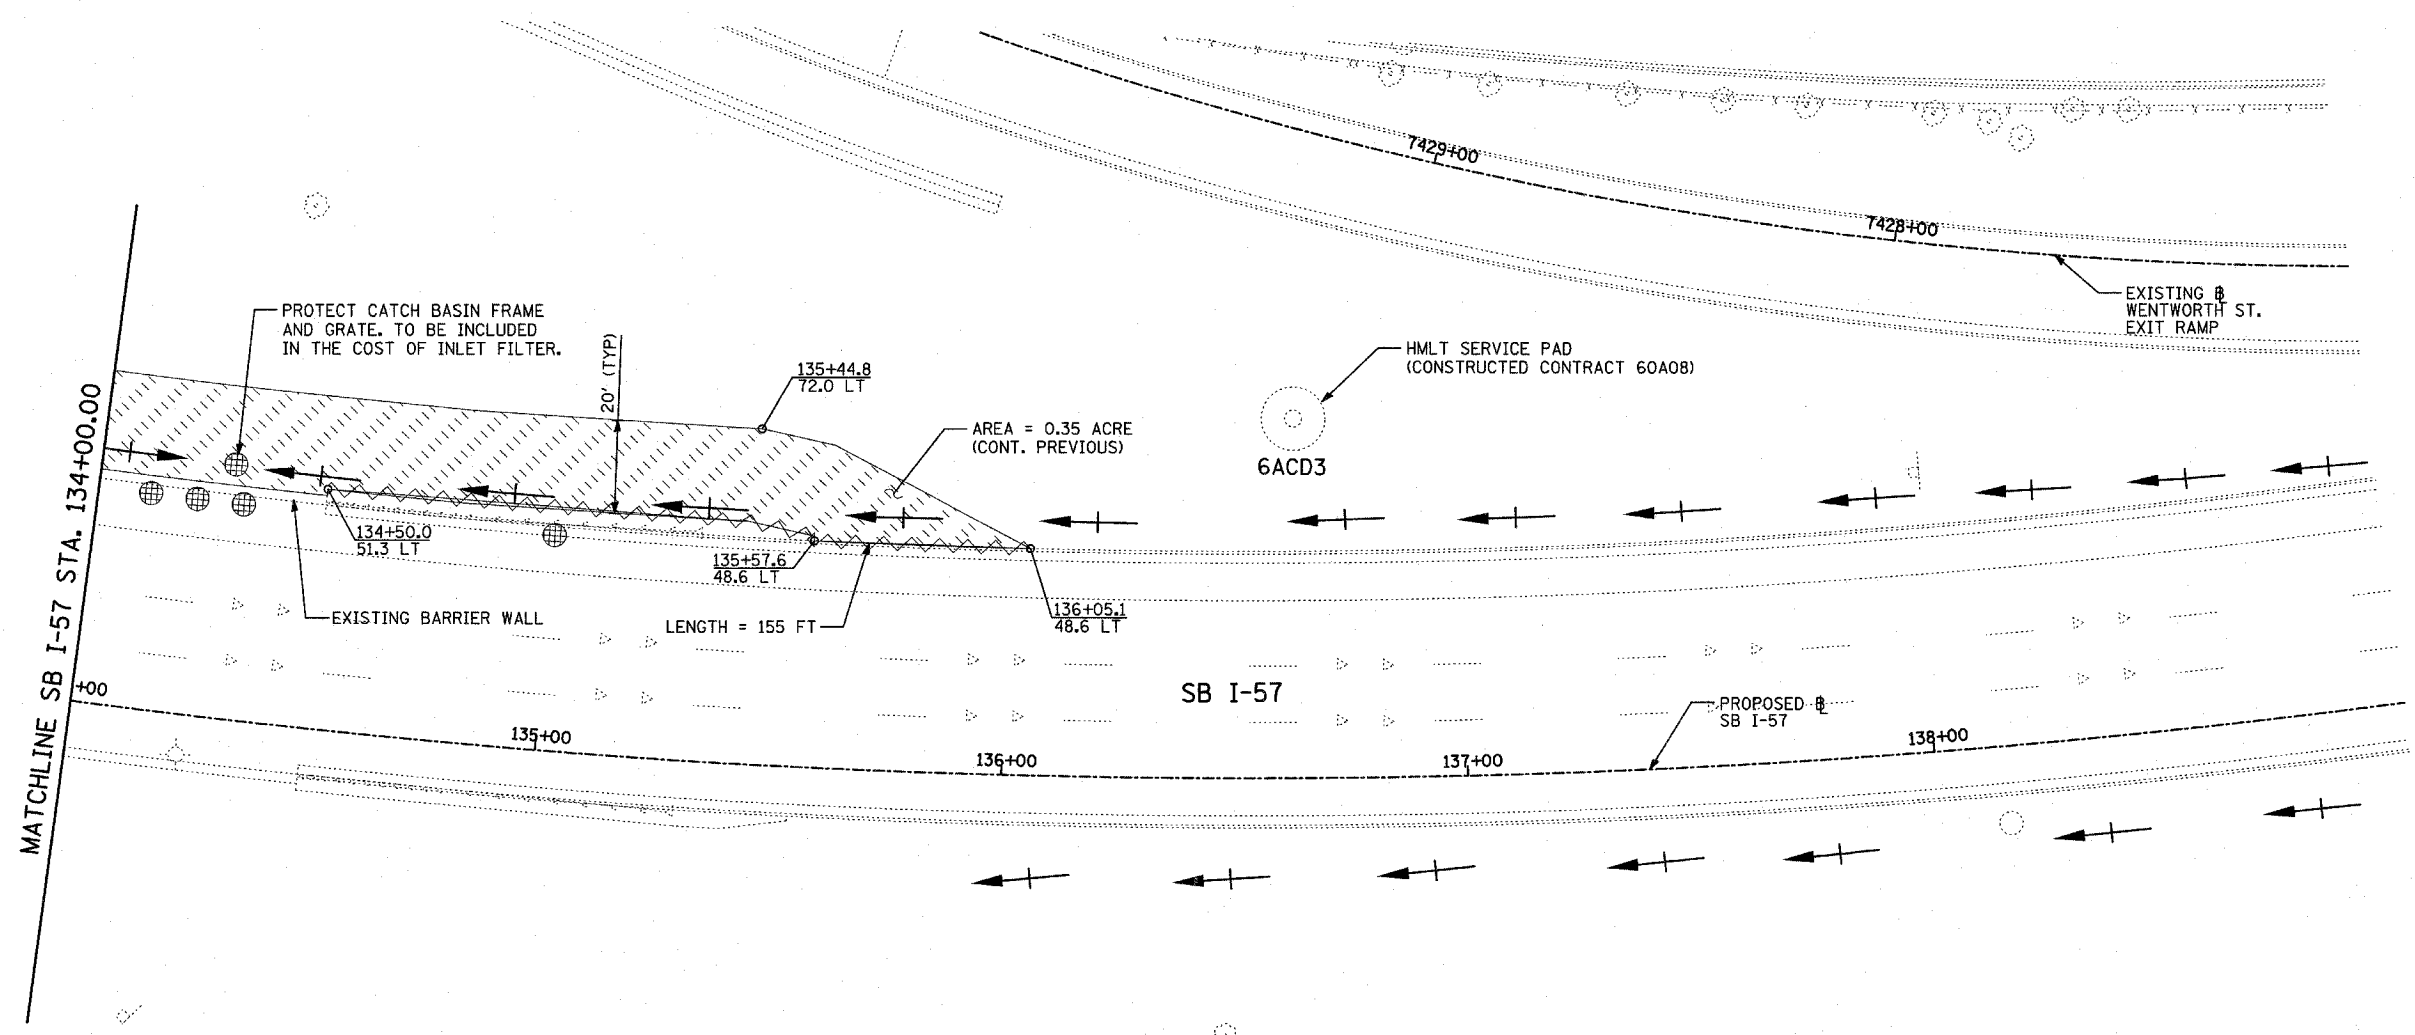 7429+00
7428+00
EXISTING ℄
WENTWORTH ST.
EXIT RAMP
PROTECT CATCH BASIN FRAME
AND GRATE. TO BE INCLUDED
IN THE COST OF INLET FILTER.
20' (TYP)
135+44.8
72.0 LT
HMLT SERVICE PAD
(CONSTRUCTED CONTRACT 60A08)
AREA = 0.35 ACRE
(CONT. PREVIOUS)
6ACD3
134+50.0
51.3 LT
135+57.6
48.6 LT
136+05.1
48.6 LT
EXISTING BARRIER WALL
LENGTH = 155 FT
SB I-57
MATCHLINE SB I-57 STA. 134+00.00
+00
135+00
136+00
137+00
138+00
PROPOSED ℄
SB I-57